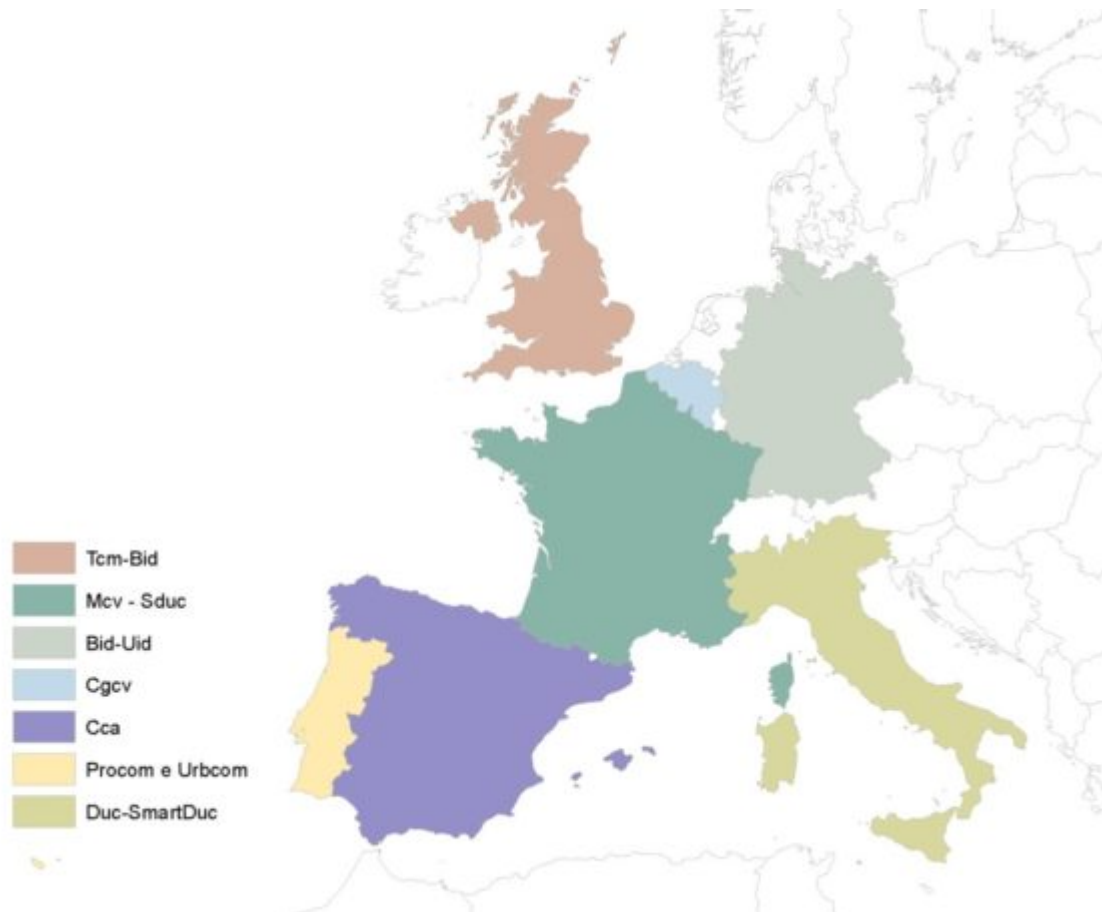 Tcm-Bid
Mcv - Sduc
Bid-Uid
Cgcv
Cca
Procom e Urbcom
Duc-SmartDuc